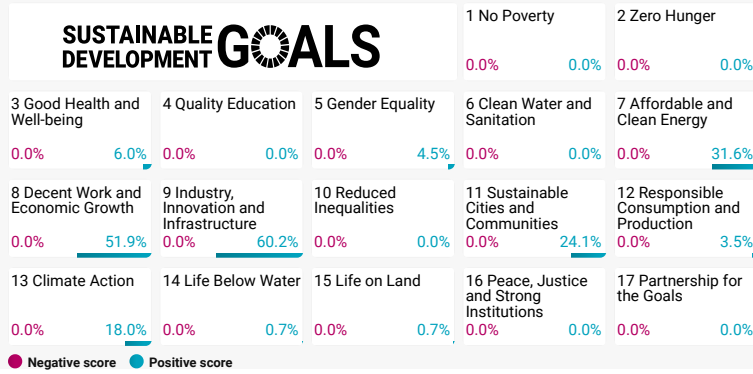 SUSTAINABLE
DEVELOPMENT
GOALS
1 No Poverty
0.0% 0.0%
2 Zero Hunger
0.0% 0.0%
3 Good Health and
Well-being
0.0% 6.0%
4 Quality Education
0.0% 0.0%
5 Gender Equality
0.0% 4.5%
6 Clean Water and
Sanitation
0.0% 0.0%
7 Affordable and
Clean Energy
0.0% 31.6%
8 Decent Work and
Economic Growth
0.0% 51.9%
9 Industry,
Innovation and
Infrastructure
0.0% 60.2%
10 Reduced
Inequalities
0.0% 0.0%
11 Sustainable
Cities and
Communities
0.0% 24.1%
12 Responsible
Consumption and
Production
0.0% 3.5%
13 Climate Action
0.0% 18.0%
14 Life Below Water
0.0% 0.7%
15 Life on Land
0.0% 0.7%
16 Peace, Justice
and Strong
Institutions
0.0% 0.0%
17 Partnership for
the Goals
0.0% 0.0%
Negative score Positive score